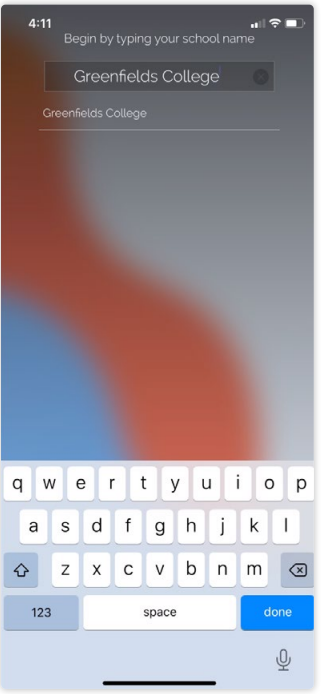 4:11
Begin by typing your school name
Greenfields College
Greenfields College
q w e r t y u i o p
a s d f g h j k l
z x c v b n m
123 space done